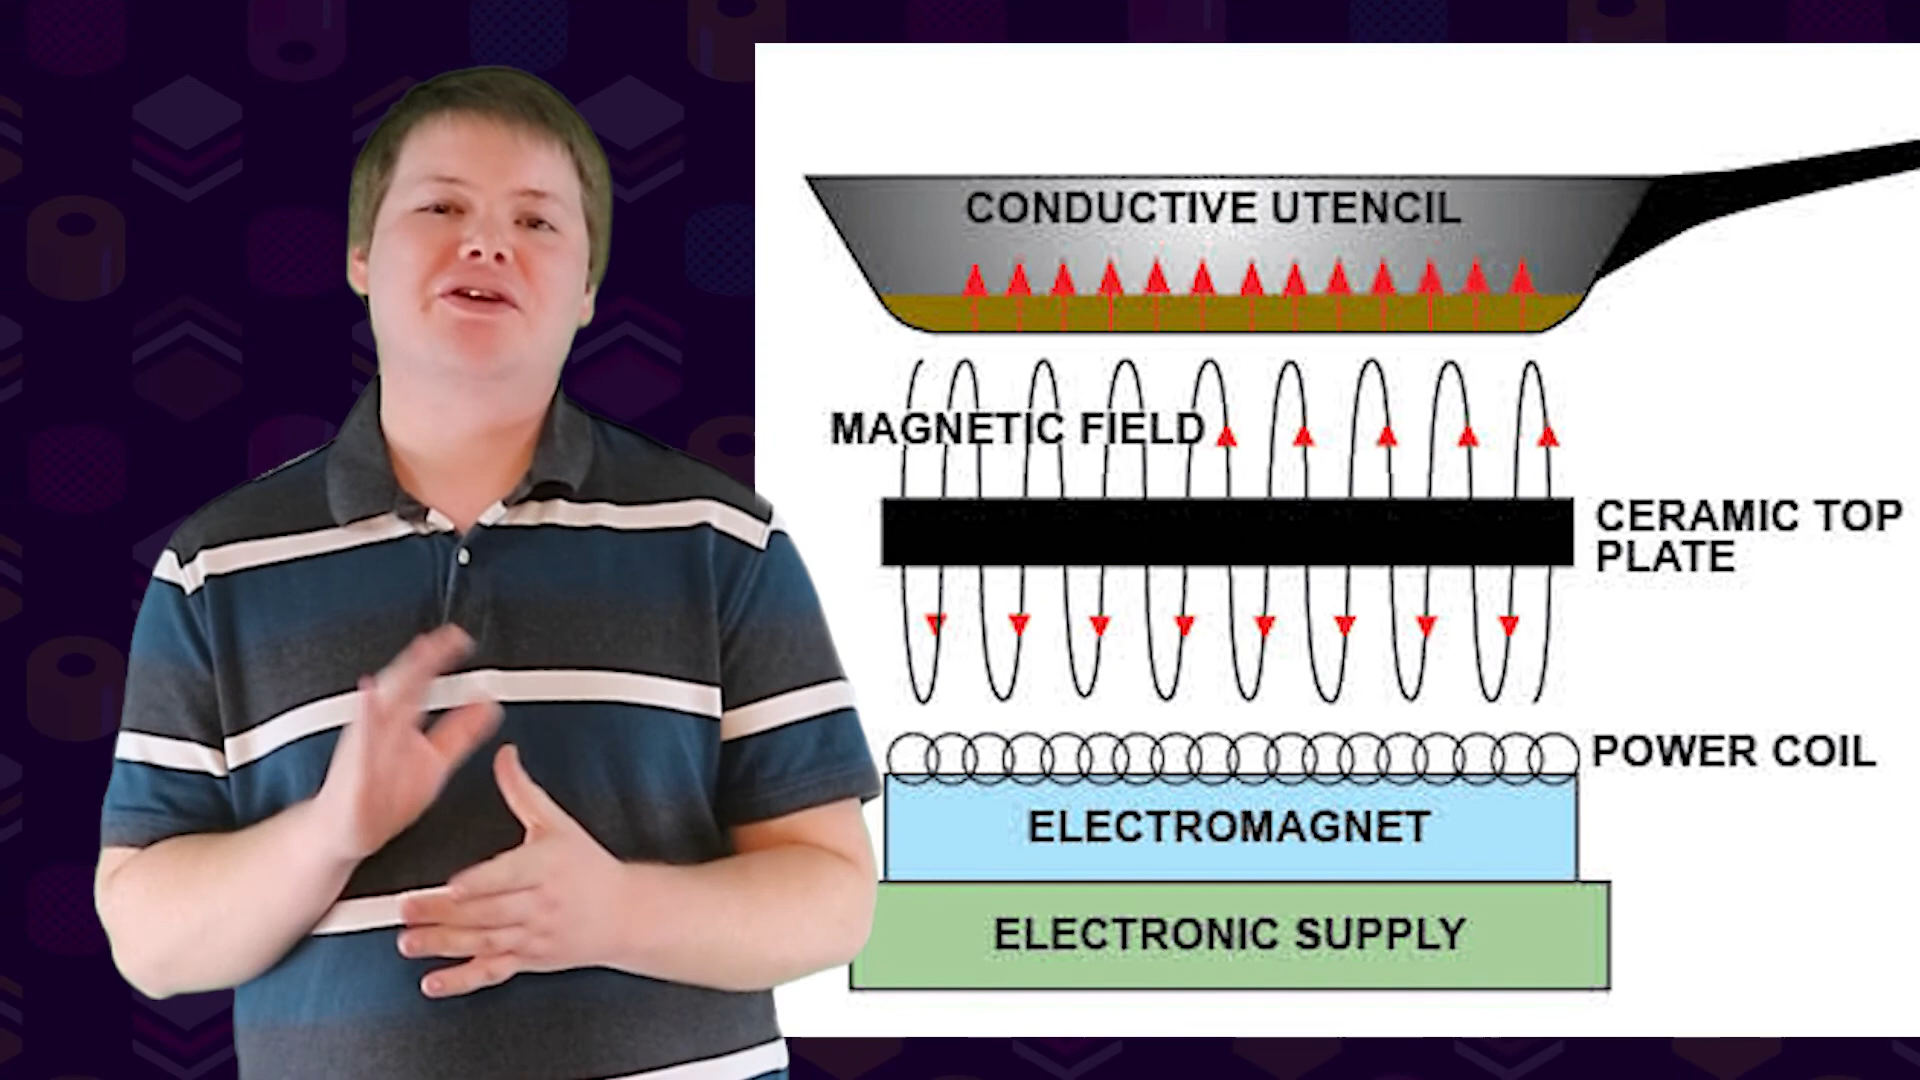 CONDUCTIVE UTENCIL
MAGNETIC FIELD
CERAMIC TOP
PLATE
POWER COIL
ELECTROMAGNET
ELECTRONIC SUPPLY